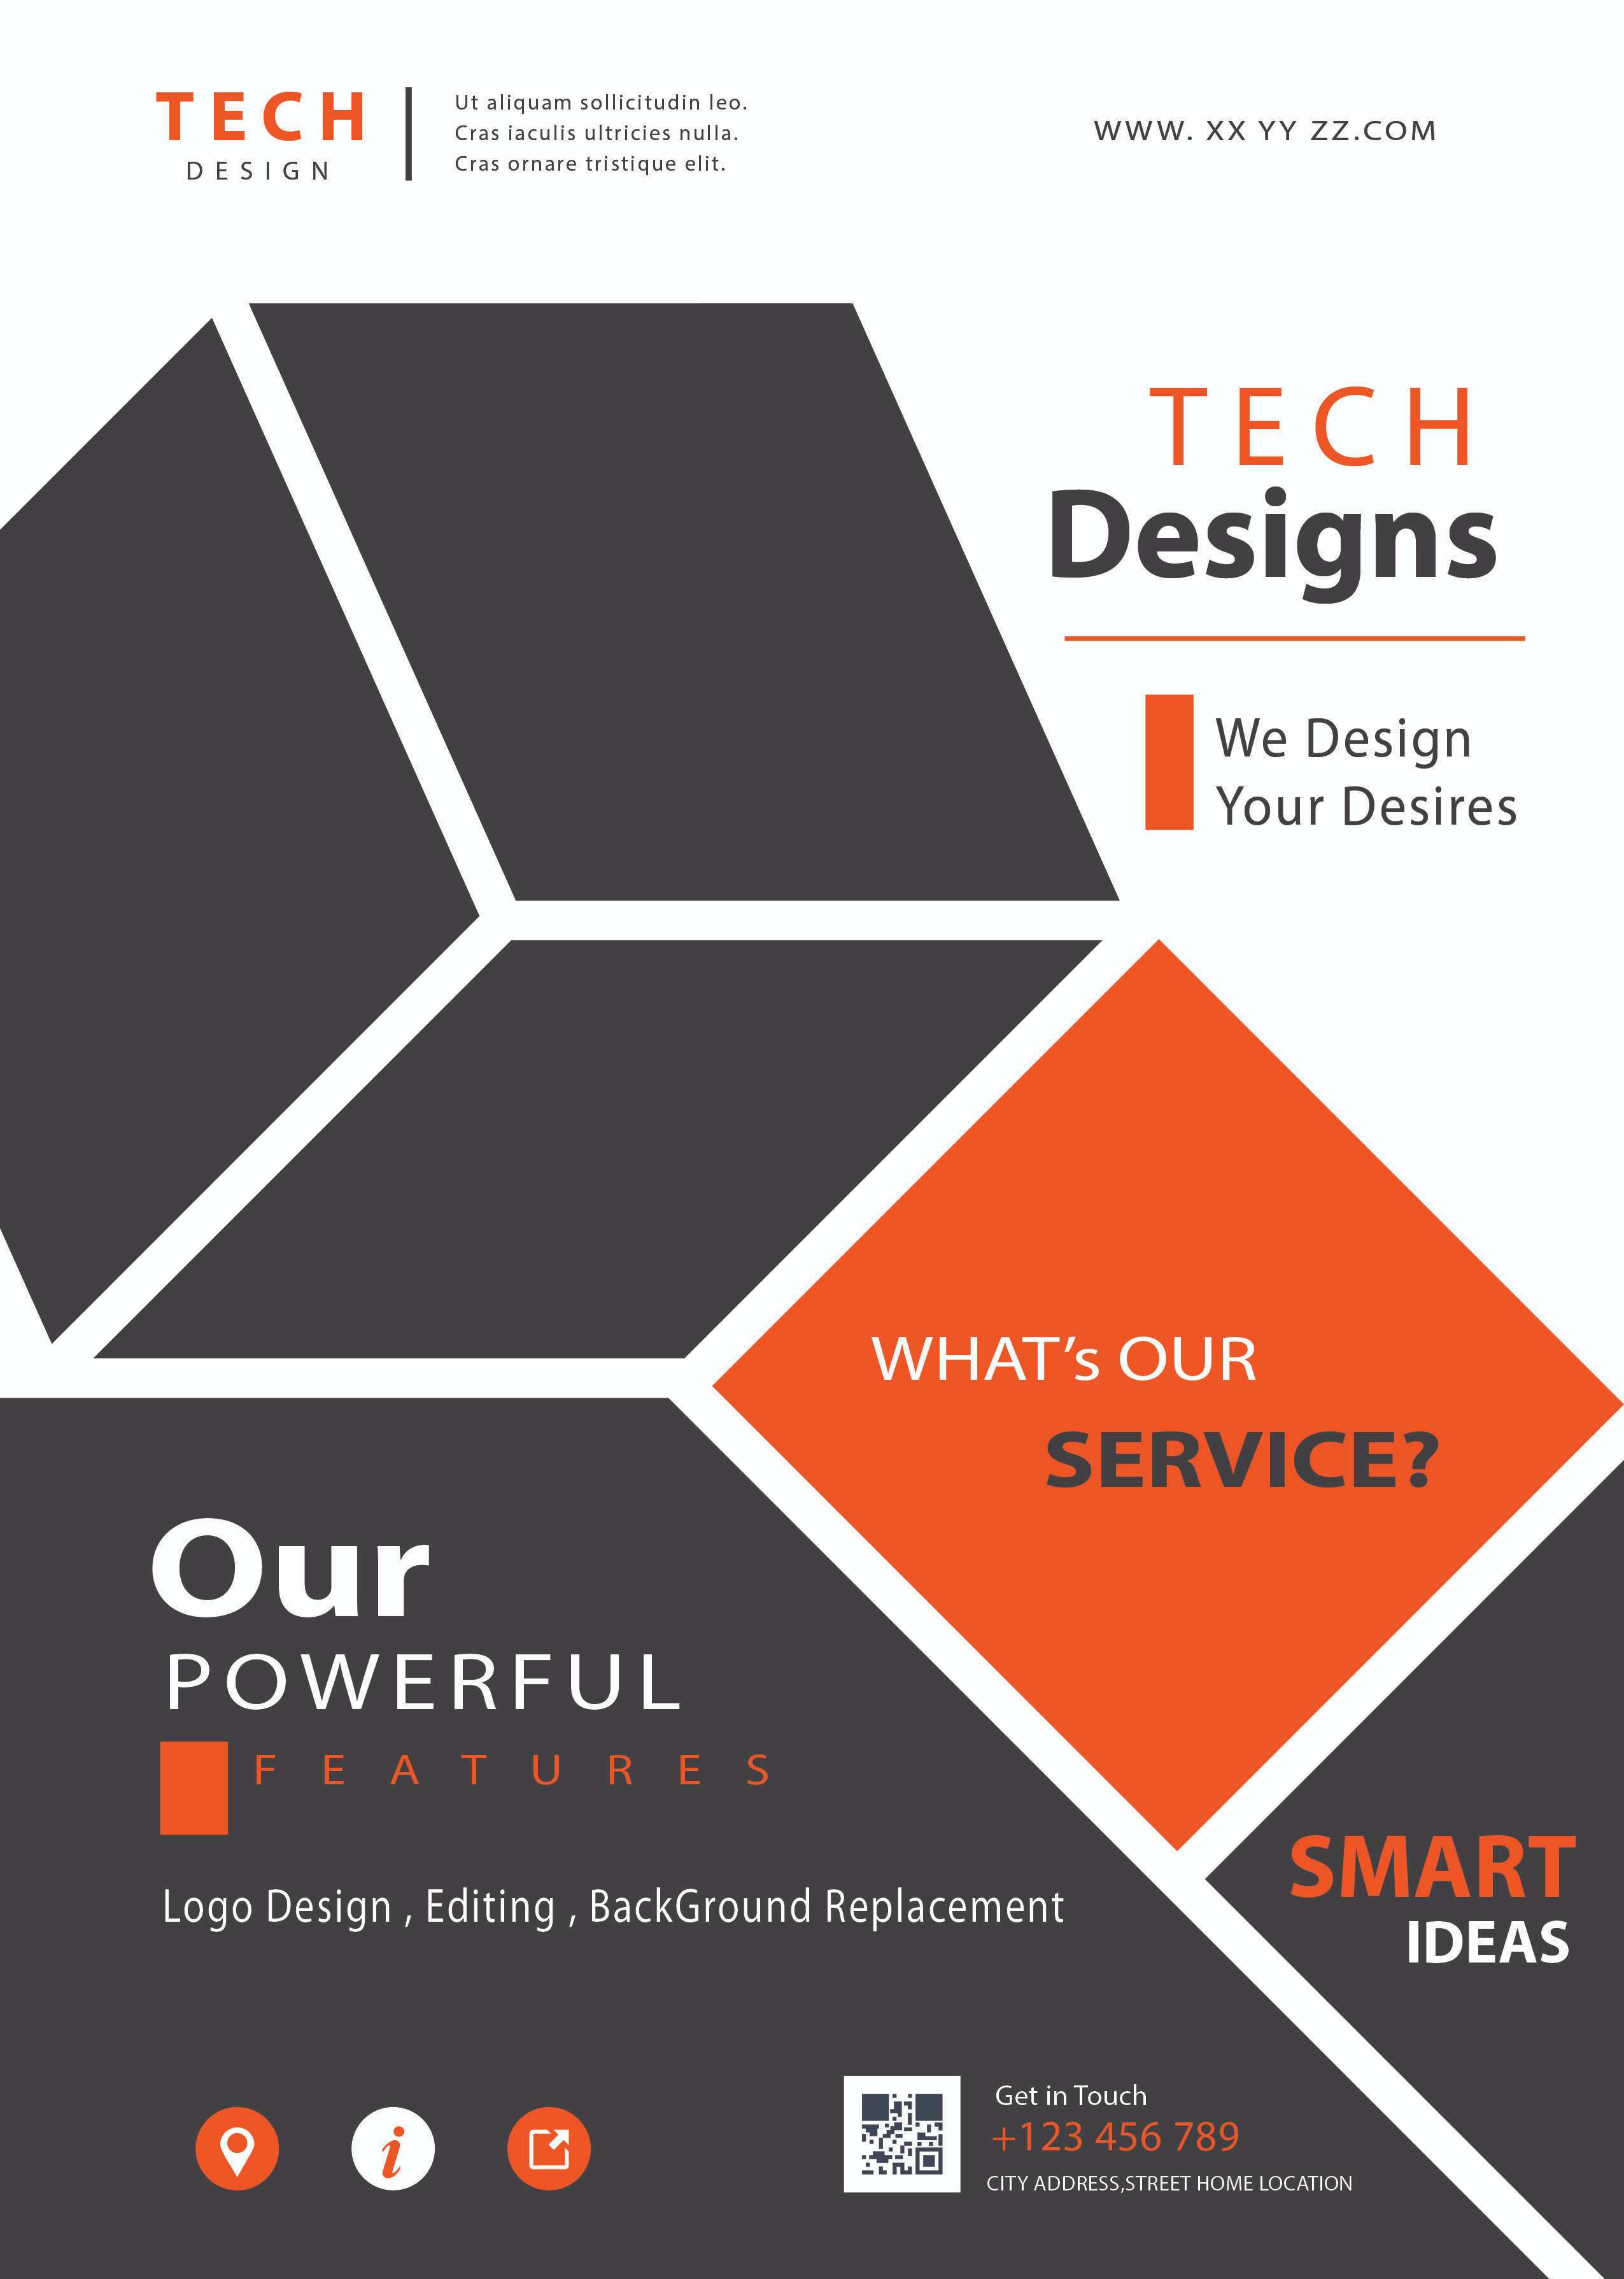 TECH
DESIGN
Ut aliquam sollicitudin leo.
Cras iaculis ultricies nulla.
Cras ornare tristique elit.
WWW. XX YY ZZ.COM
TECH
Designs
We Design
Your Desires
WHAT’s OUR
SERVICE?
Our
POWERFUL
FEATURES
Logo Design , Editing , BackGround Replacement
SMART
IDEAS
i
Get in Touch
+123 456 789
CITY ADDRESS,STREET HOME LOCATION